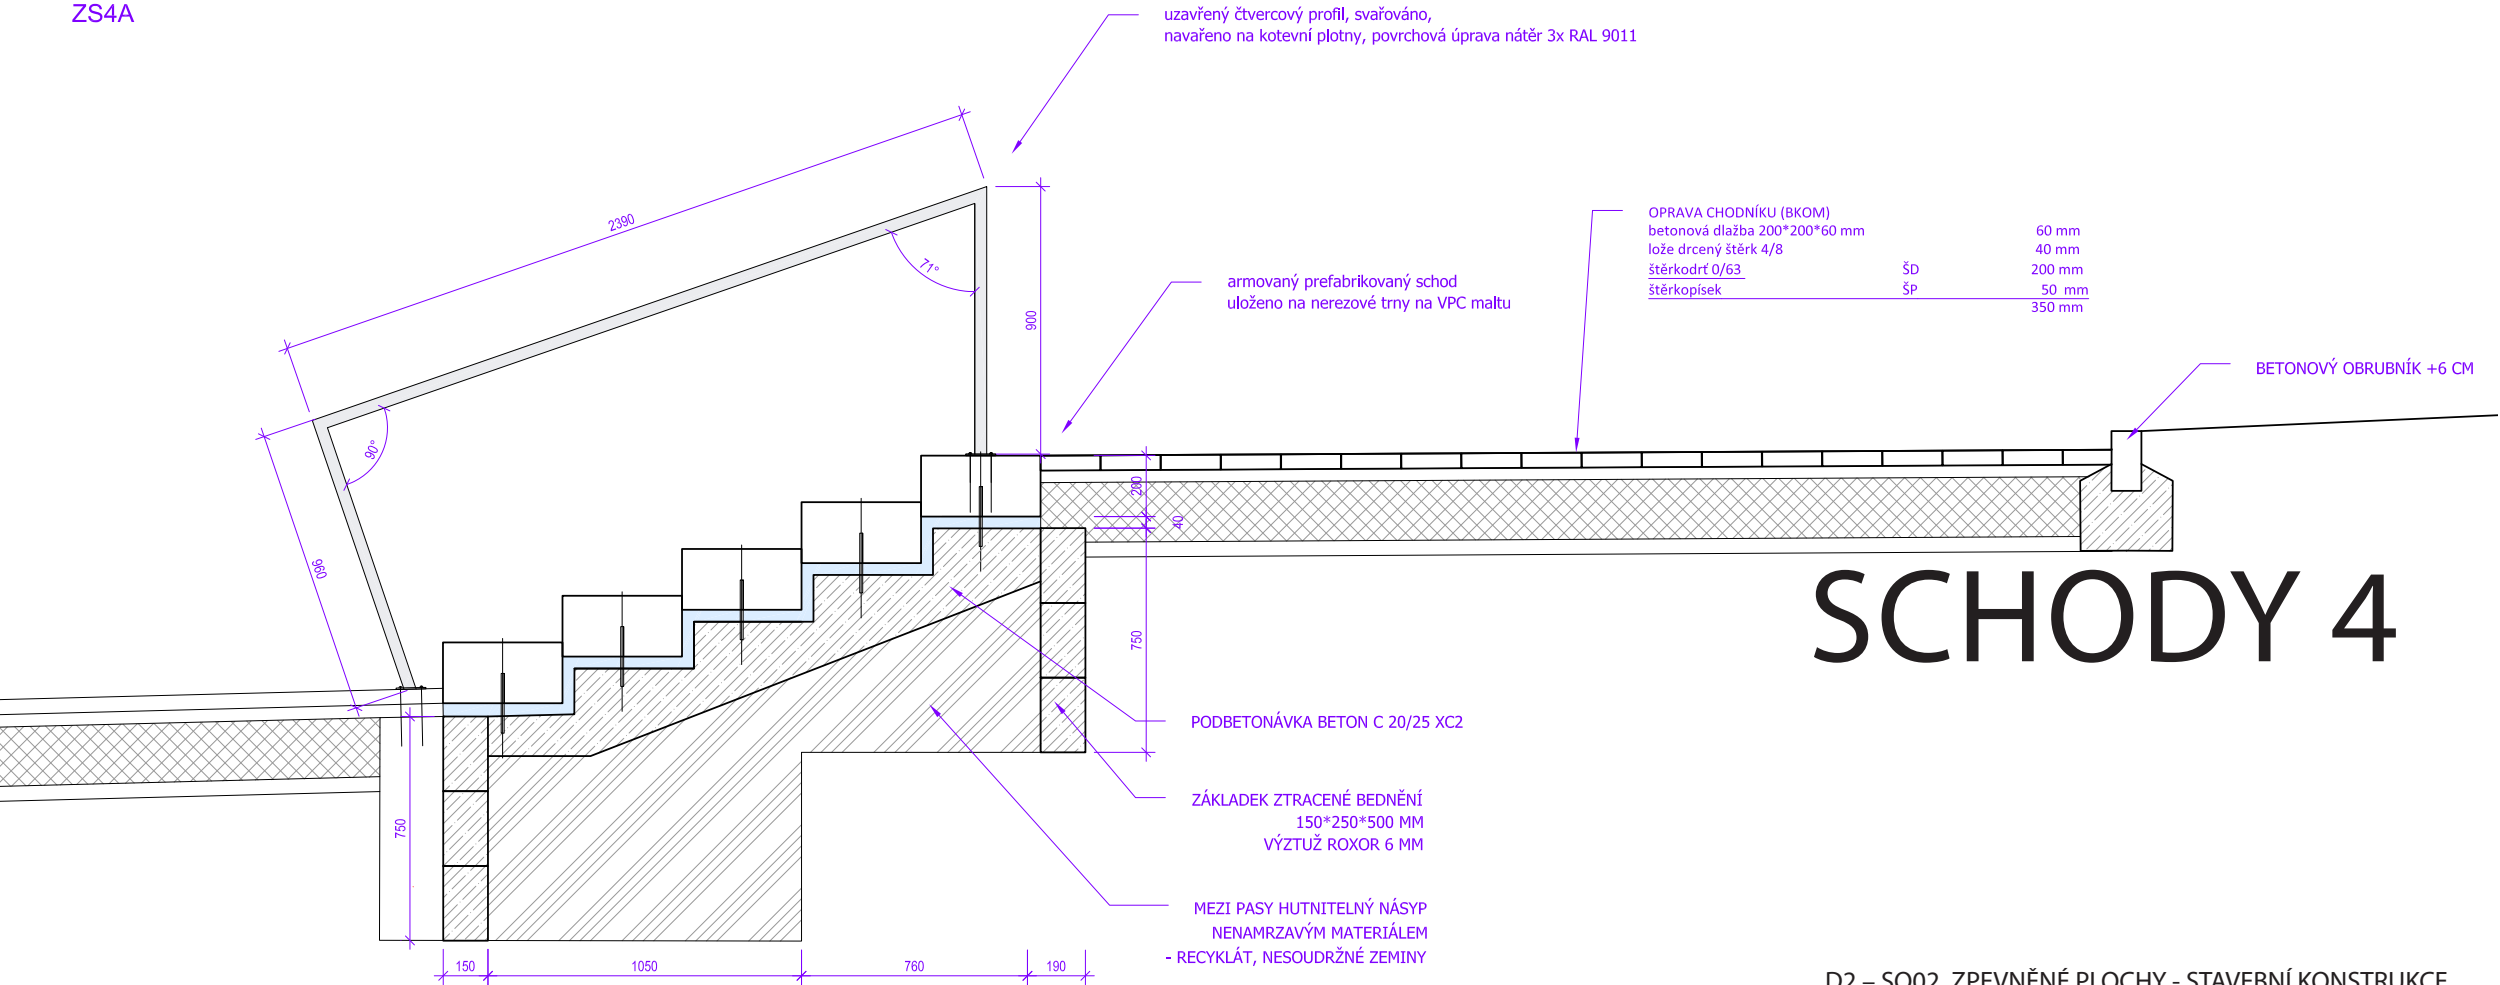 ZS4A
uzavřený čtvercový profil, svařováno,
navařeno na kotevní plotny, povrchová úprava nátěr 3x RAL 9011
2390
71°
900
90°
960
armovaný prefabrikovaný schod
uloženo na nerezové trny na VPC maltu
OPRAVA CHODNÍKU (BKOM)
betonová dlažba 200*200*60 mm 60 mm
lože drcený štěrk 4/8 40 mm
štěrkodrť 0/63 ŠD 200 mm
štěrkopísek ŠP 50 mm
350 mm
BETONOVÝ OBRUBNÍK +6 CM
200
40
750
SCHODY 4
PODBETONÁVKA BETON C 20/25 XC2
ZÁKLADEK ZTRACENÉ BEDNĚNÍ
150*250*500 MM
VÝZTUŽ ROXOR 6 MM
750
MEZI PASY HUTNITELNÝ NÁSYP
NENAMRZAVÝM MATERIÁLEM
- RECYKLÁT, NESOUDRŽNÉ ZEMINY
150 1050 760 190
D2 – SO02 ZPEVNĚNÉ PLOCHY - STAVEBNÍ KONSTRUKCE